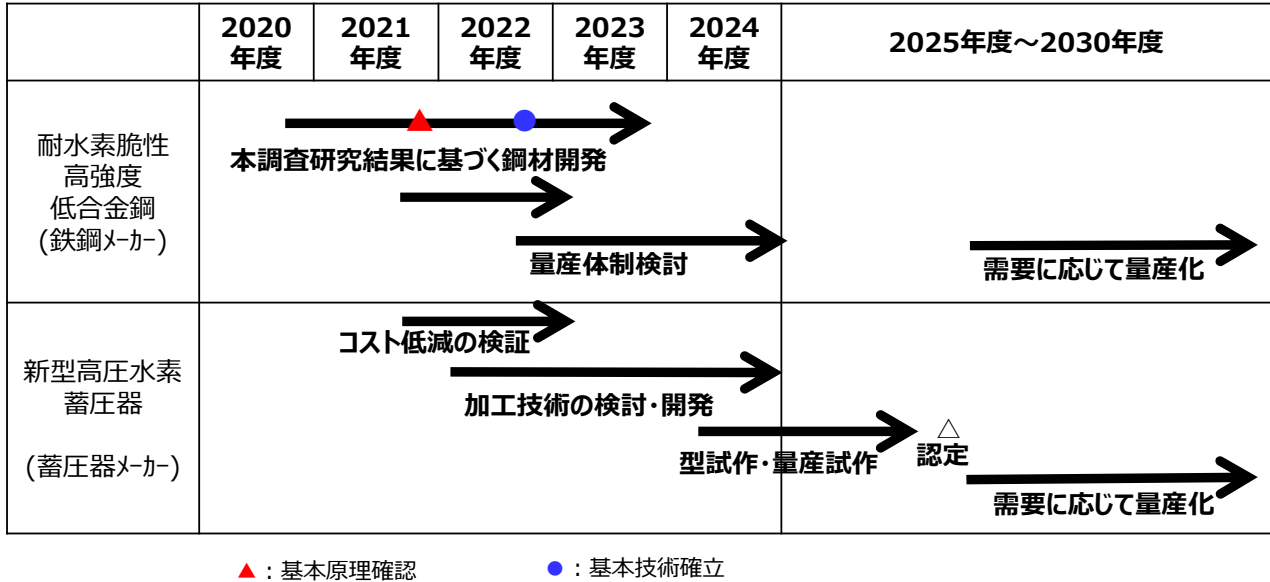 2020
年度
2021
年度
2022
年度
2023
年度
2024
年度
2025年度～2030年度
耐水素脆性
高強度
低合金鋼
(鉄鋼ﾒｰｶｰ)
本調査研究結果に基づく鋼材開発
量産体制検討
需要に応じて量産化
新型高圧水素
蓄圧器
(蓄圧器ﾒｰｶｰ)
コスト低減の検証
加工技術の検討・開発
型試作・量産試作
△
認定
需要に応じて量産化
▲：基本原理確認
●：基本技術確立